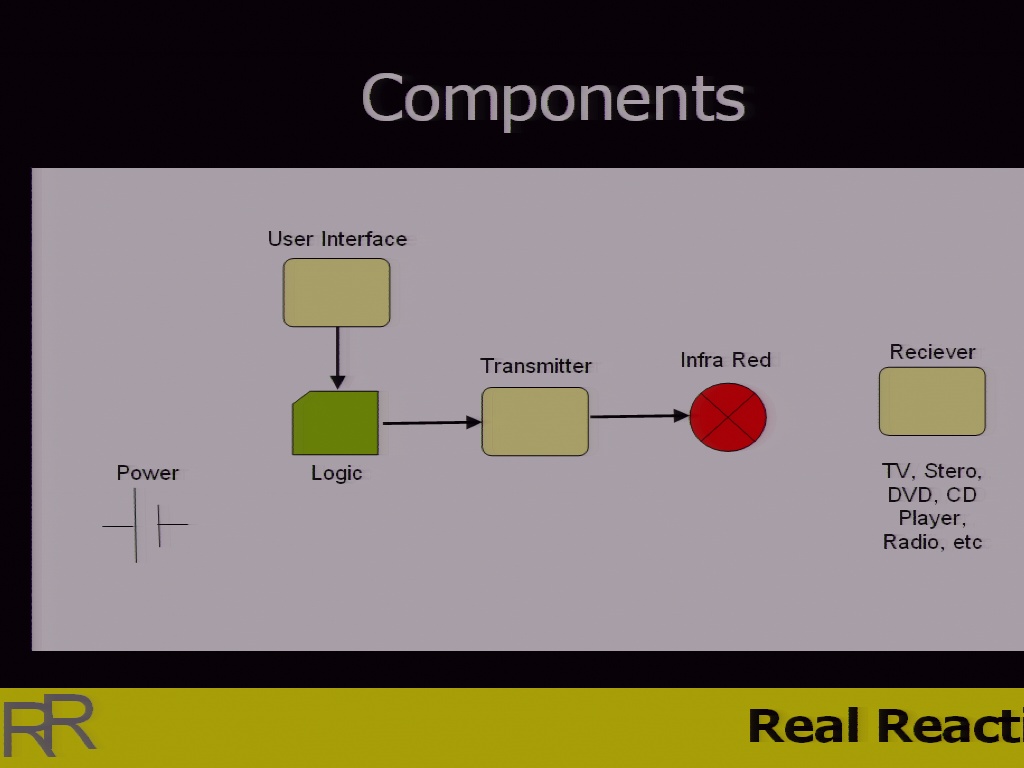 Components
User Interface
Transmitter
Infra Red
Reciever
Power
Logic
TV, Stero,
DVD, CD
Player,
Radio, etc
RR
Real Reacti